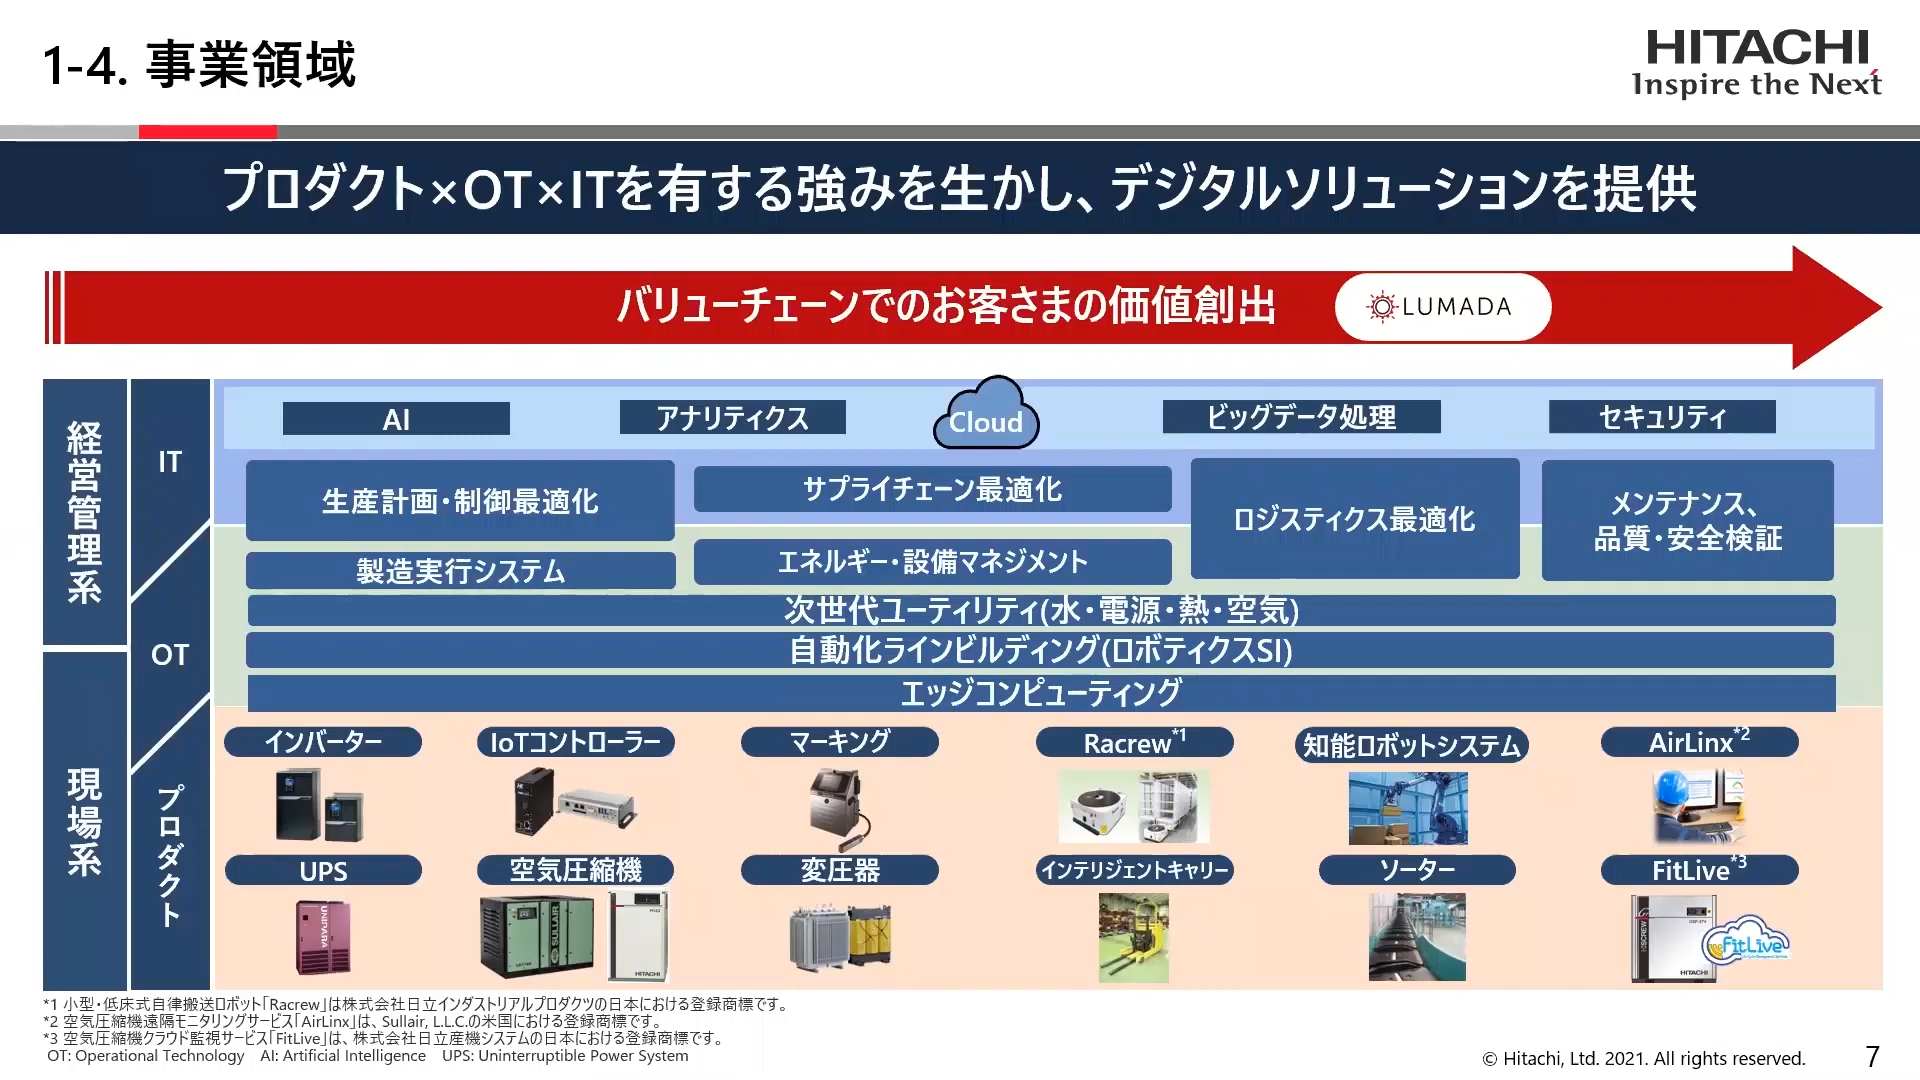 1-4. 事業領域
HITACHI
Inspire the Next
プロダクト×OT×ITを有する強みを生かし、デジタルソリューションを提供
バリューチェーンでのお客さまの価値創出
LUMADA
経営管理系
IT
AI
アナリティクス
Cloud
ビッグデータ処理
セキュリティ
生産計画・制御最適化
サプライチェーン最適化
ロジスティクス最適化
メンテナンス、
品質・安全検証
製造実行システム
エネルギー・設備マネジメント
OT
次世代ユーティリティ(水・電源・熱・空気)
自動化ラインビルディング(ロボティクスSI)
エッジコンピューティング
現場系
プロダクト
インバーター
IoTコントローラー
マーキング
Racrew*1
知能ロボットシステム
AirLinx*2
UPS
空気圧縮機
変圧器
インテリジェントキャリー
ソーター
FitLive*3
UNIPARA
SULLAIR
HITACHI
HISCREW
HITACHI
FitLive
*1 小型・低床式自律搬送ロボット「Racrew」は株式会社日立インダストリアルプロダクツの日本における登録商標です。
*2 空気圧縮機遠隔モニタリングサービス「AirLinx」は、Sullair, L.L.C.の米国における登録商標です。
*3 空気圧縮機クラウド監視サービス「FitLive」は、株式会社日立産機システムの日本における登録商標です。
OT: Operational Technology AI: Artificial Intelligence UPS: Uninterruptible Power System
© Hitachi, Ltd. 2021. All rights reserved.
7